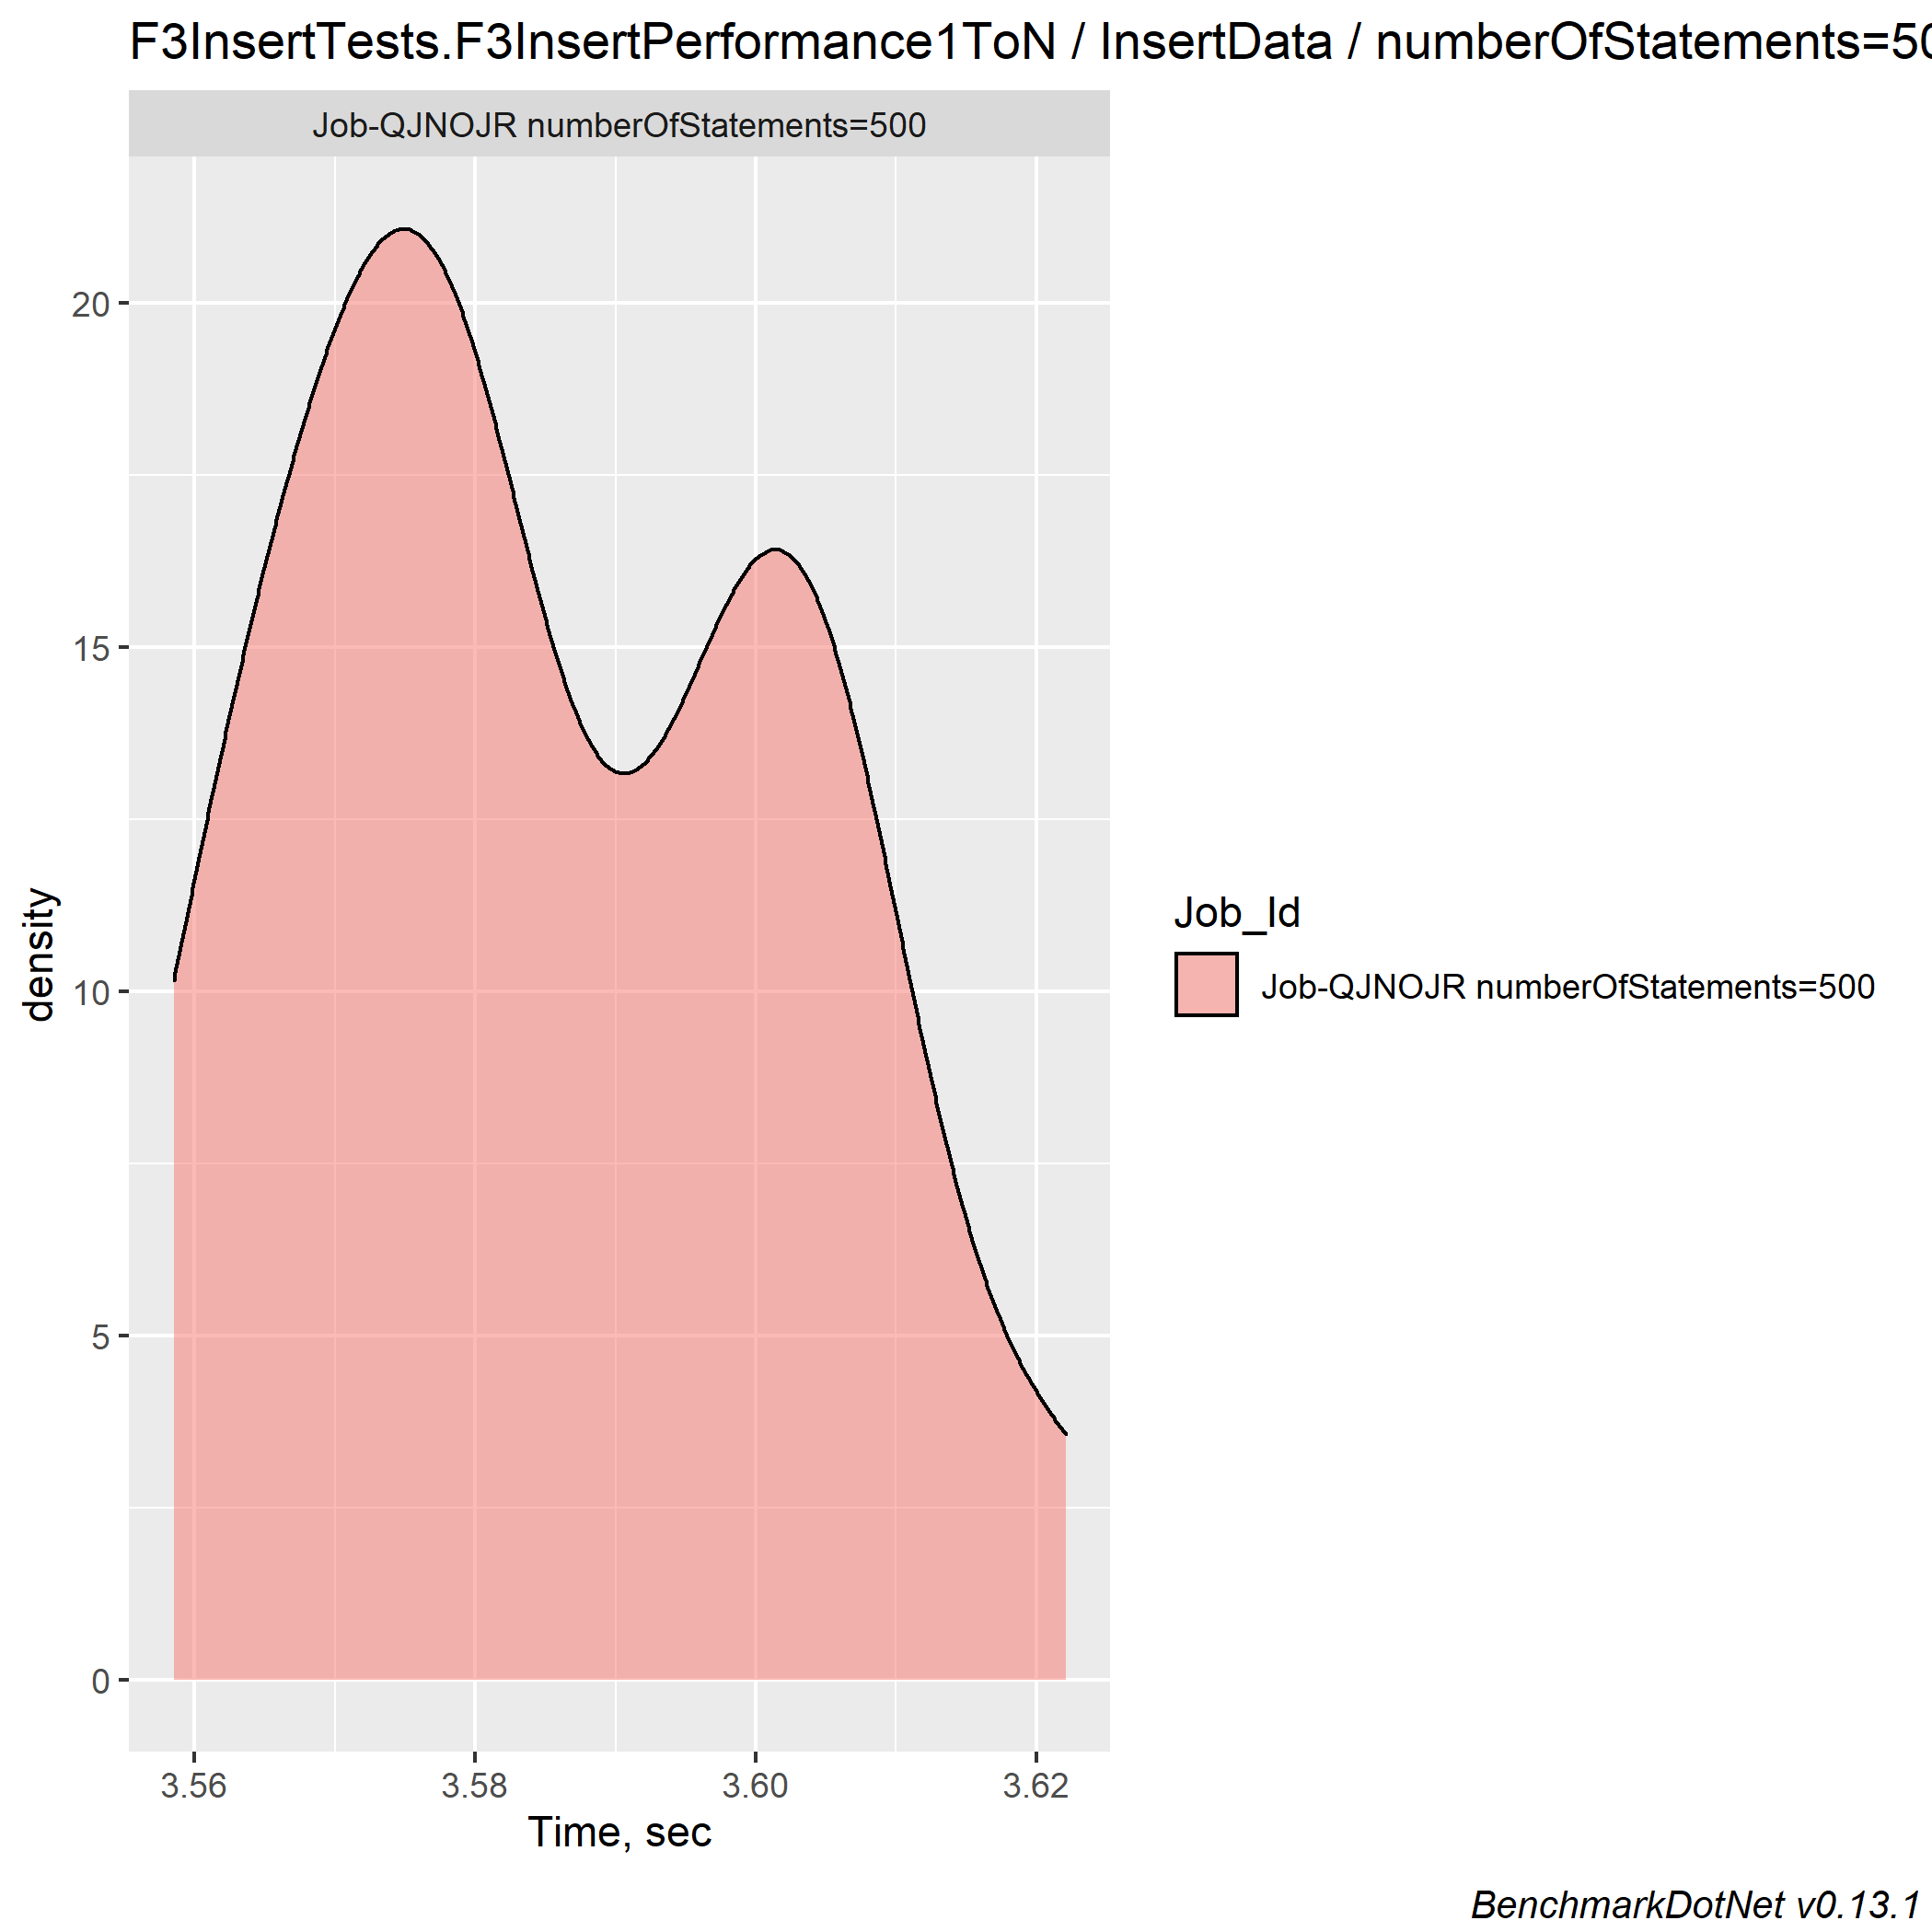 F3InsertTests.F3InsertPerformance1ToN / InsertData / numberOfStatements=50
Job-QJNOJR numberOfStatements=500
20
15
10
5
0
density
3.56 3.58 3.60 3.62
Time, sec
Job_Id
Job-QJNOJR numberOfStatements=500
BenchmarkDotNet v0.13.1